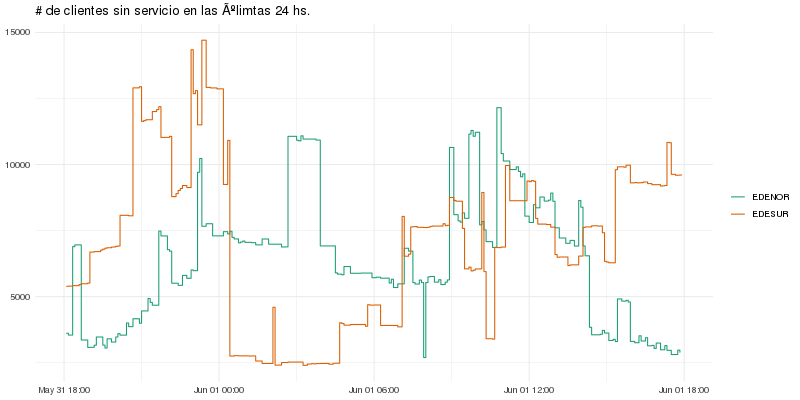 # de clientes sin servicio en las Ãºlimtas 24 hs.
15000
10000
5000
May 31 18:00
Jun 01 00:00
Jun 01 06:00
Jun 01 12:00
Jun 01 18:00
EDENOR
EDESUR